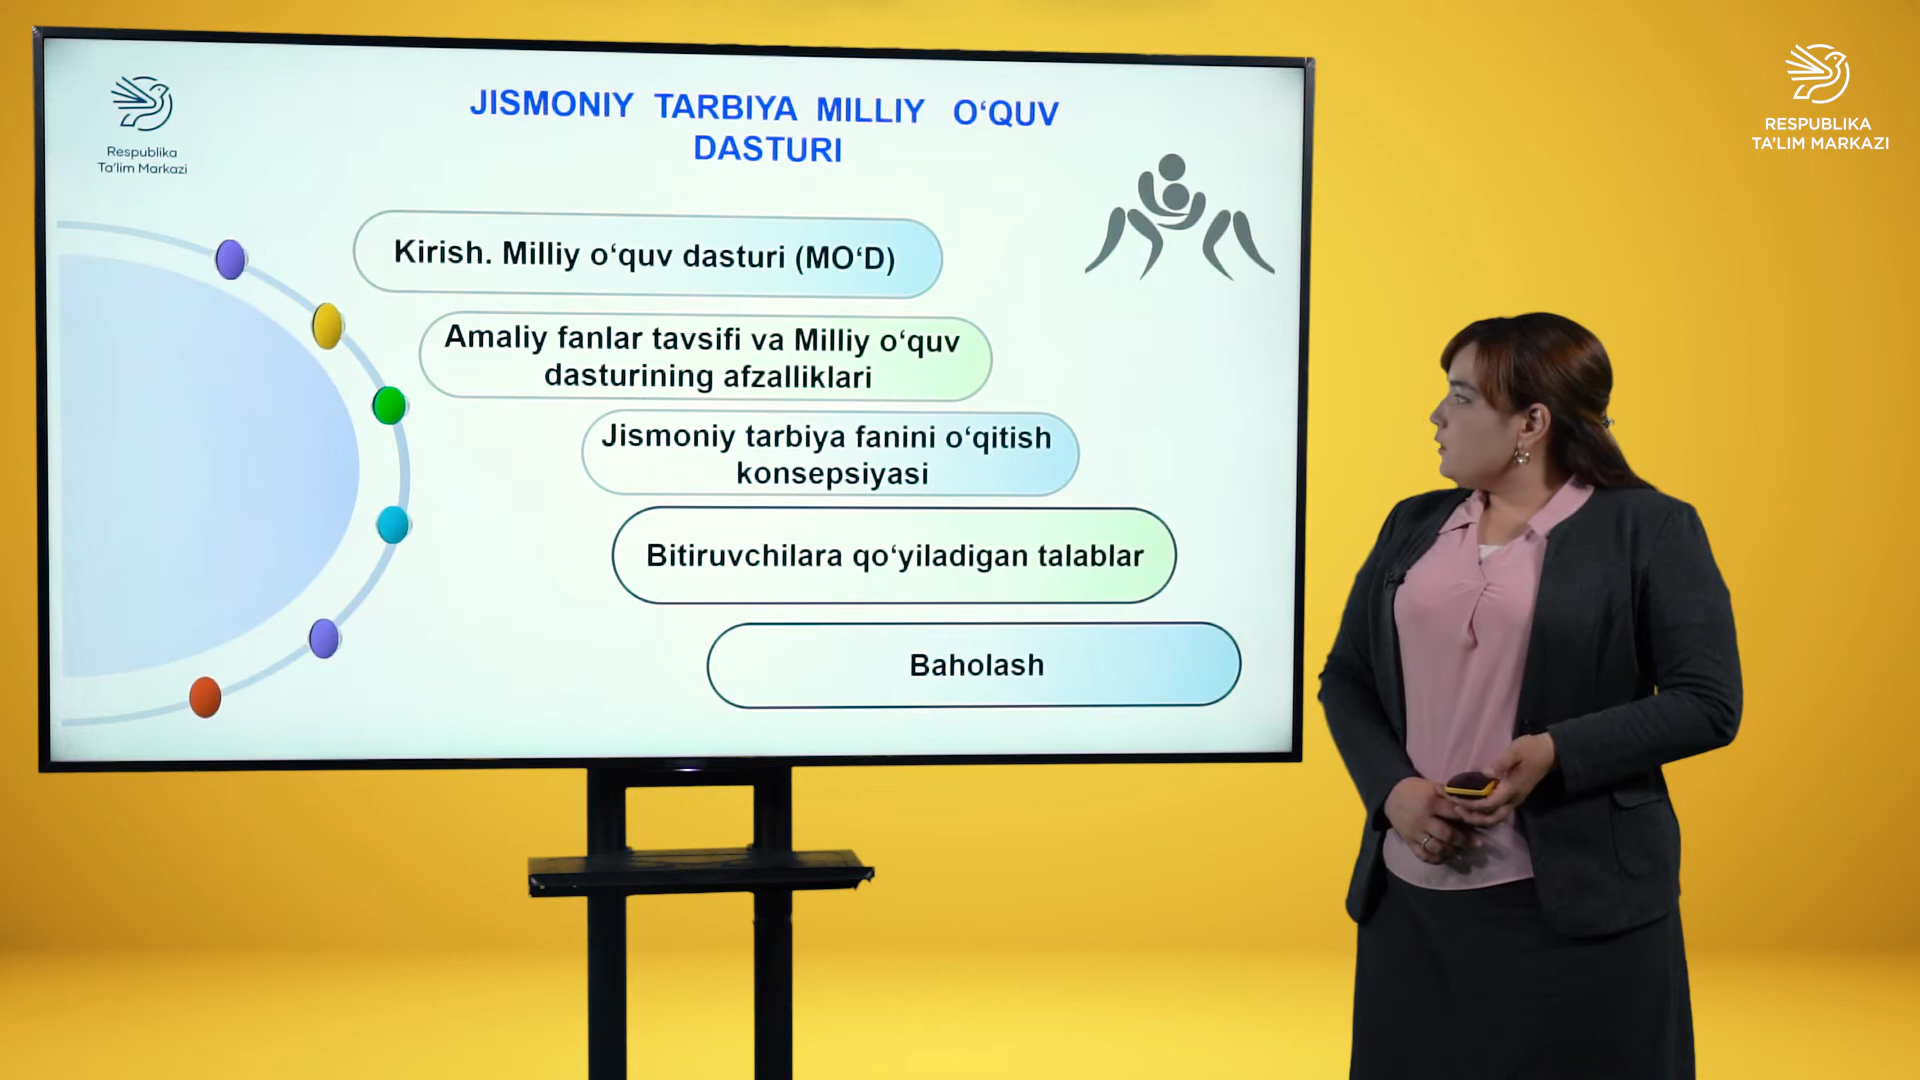 Respublika
Ta'lim Markazi
JISMONIY TARBIYA MILLIY O‘QUV
DASTURI
Kirish. Milliy o‘quv dasturi (MO‘D)
Amaliy fanlar tavsifi va Milliy o‘quv
dasturining afzalliklari
Jismoniy tarbiya fanini o‘qitish
konsepsiyasi
Bitiruvchilara qo‘yiladigan talablar
Baholash
RESPUBLIKA
TA'LIM MARKAZI